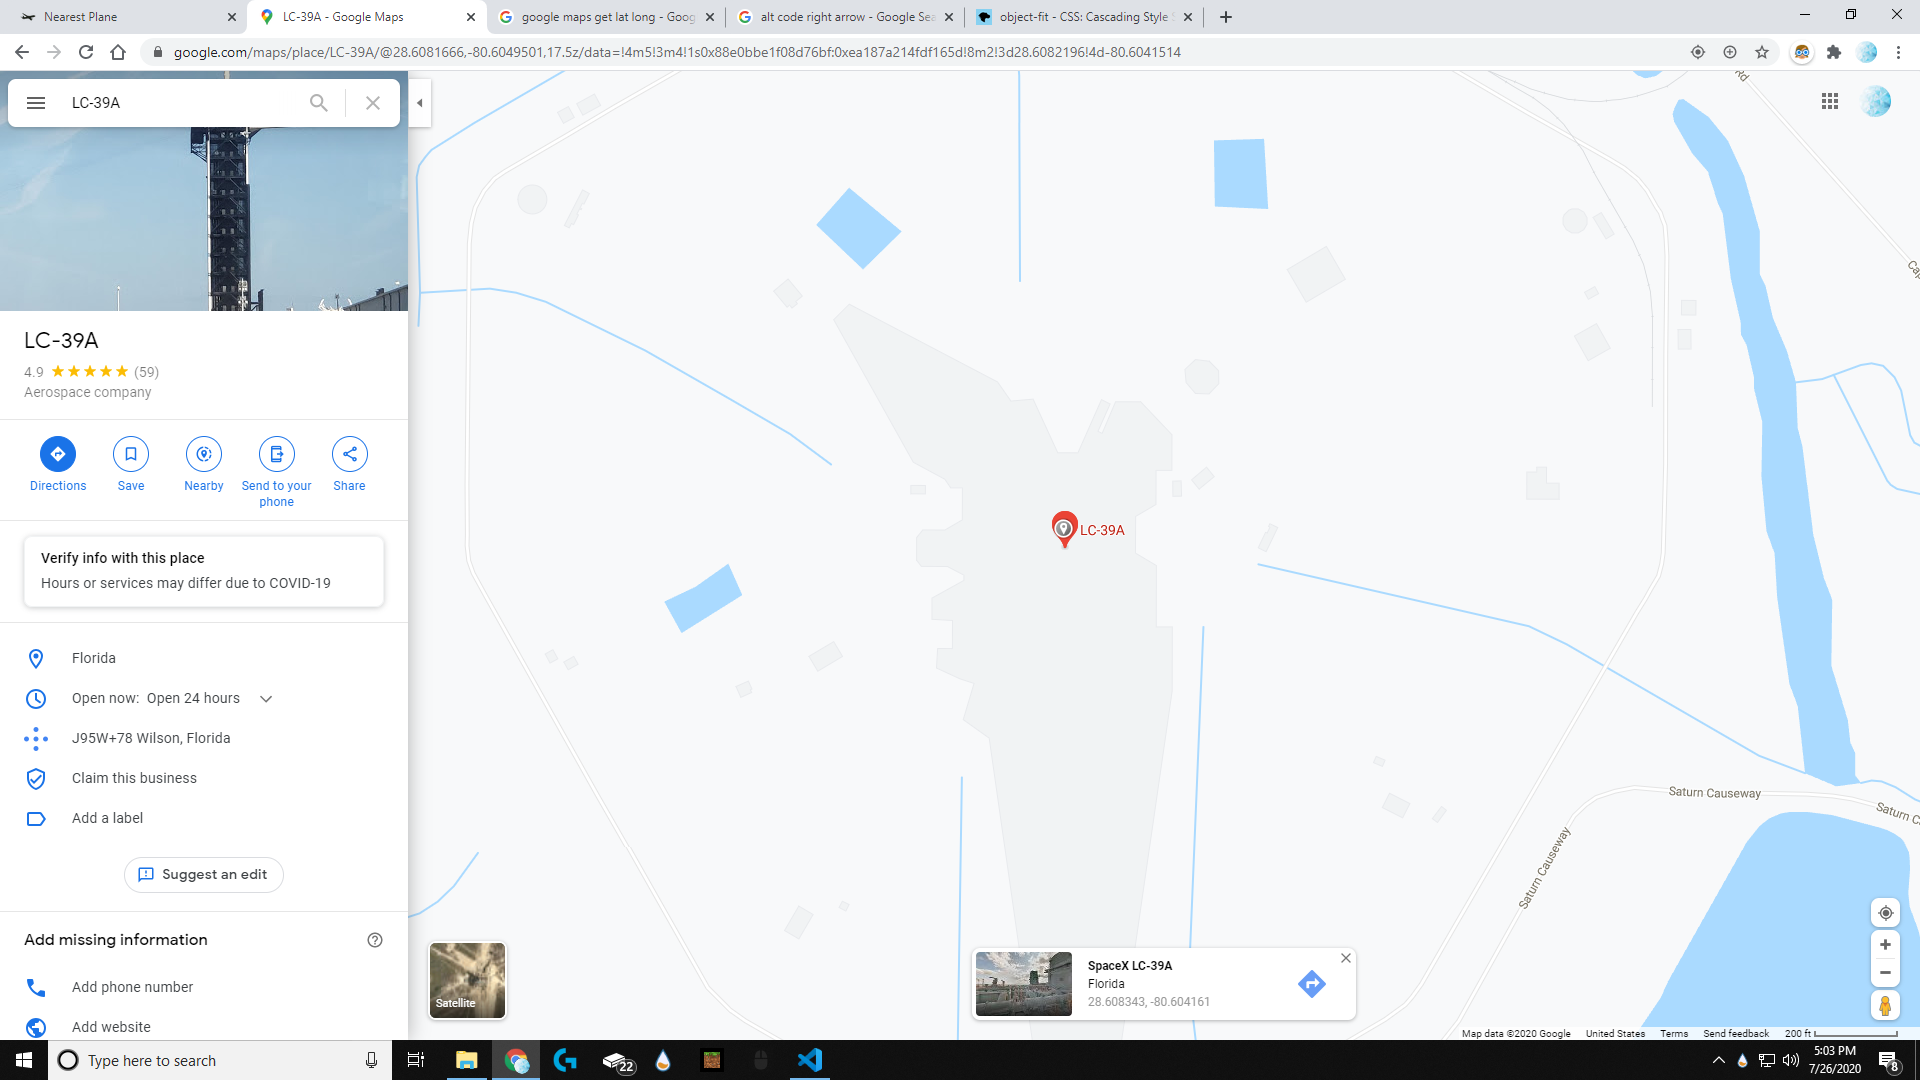 Nearest Plane
LC-39A - Google Maps
google maps get lat long - Goog
alt code right arrow - Google Sea
object-fit - CSS: Cascading Style S
google.com/maps/place/LC-39A/@28.6081666,-80.6049501,17.5z/data=!4m5!3m4!1s0x88e0bbe1f08d76bf:0xea187a214fdf165d!8m2!3d28.6082196!4d-80.6041514
LC-39A
Rd
Cap
LC-39A
4.9 (59)
Aerospace company
Directions
Save
Nearby
Send to your
phone
Share
LC-39A
Verify info with this place
Hours or services may differ due to COVID-19
Florida
Open now: Open 24 hours
J95W+78 Wilson, Florida
Claim this business
Add a label
Saturn Causeway
Saturn C
Saturn Causeway
Suggest an edit
Add missing information
Add phone number
Add website
Satellite
SpaceX LC-39A
Florida
28.608343, -80.604161
Map data ©2020 Google United States Terms Send feedback 200 ft
Type here to search
22
5:03 PM
7/26/2020
8